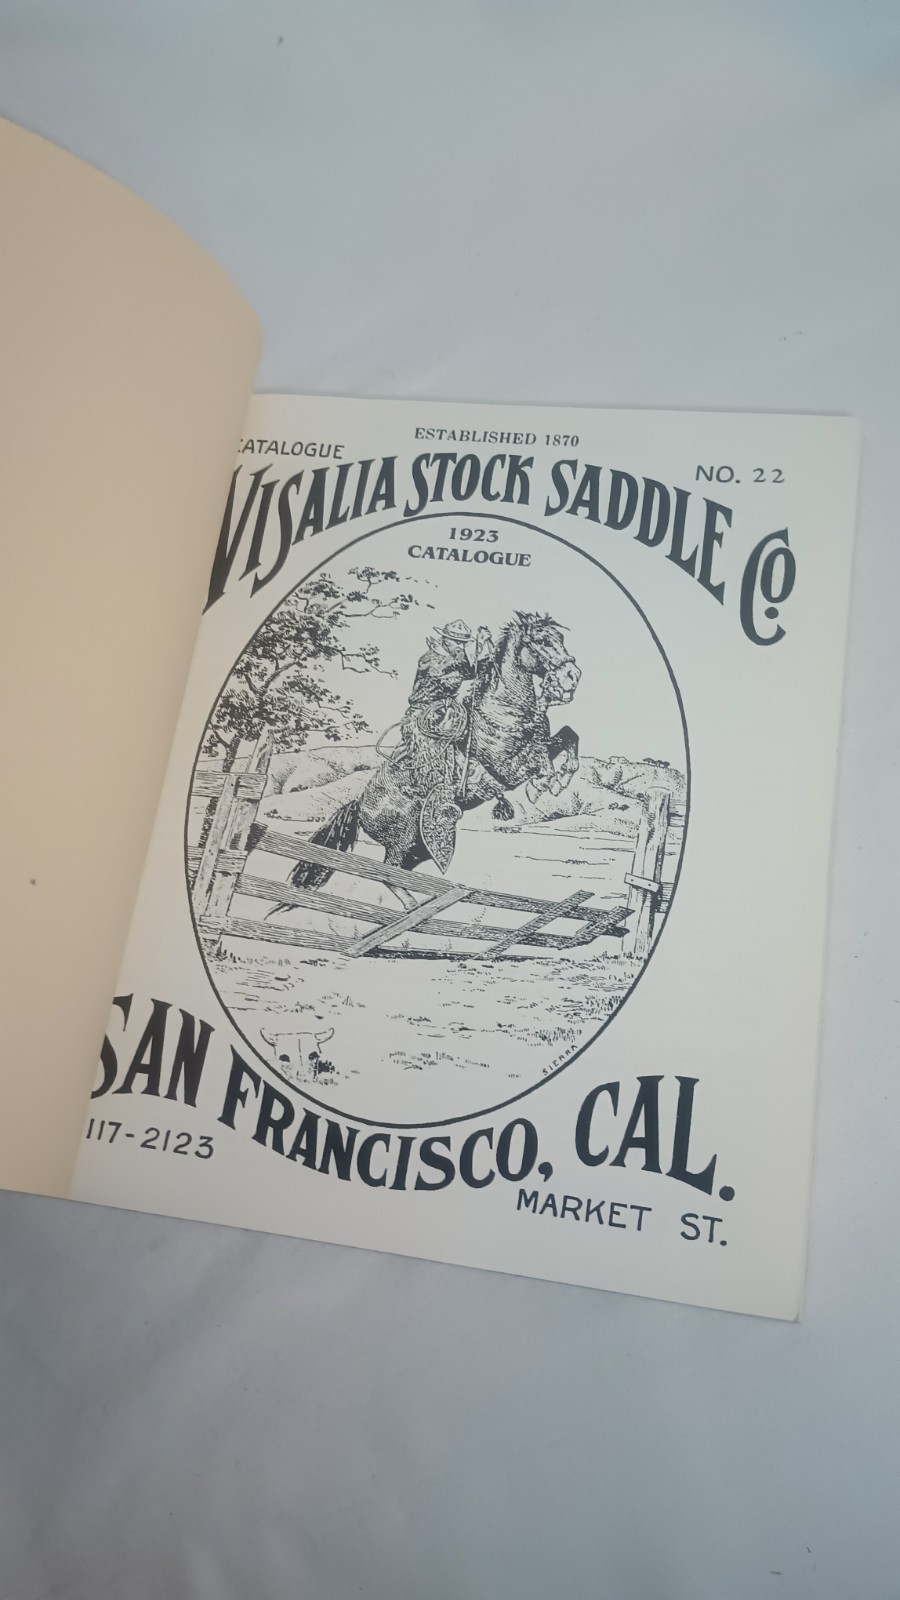 ESTABLISHED 1870
CATALOGUE NO. 22
VISALIA STOCK SADDLE Co.
1923
CATALOGUE
SIERRA
SAN FRANCISCO, CAL.
117-2123
MARKET ST.